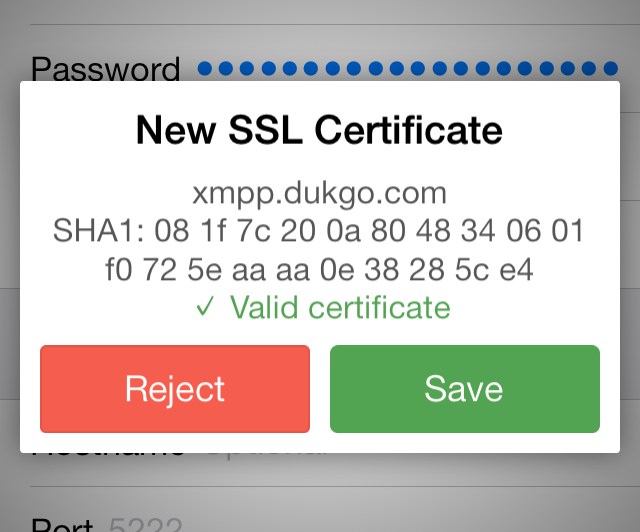 Password
New SSL Certificate
xmpp.dukgo.com
SHA1: 08 1f 7c 20 0a 80 48 34 06 01
f0 72 5e aa aa 0e 38 28 5c e4
✓ Valid certificate
Reject Save
Hostname Optional
Port 5222